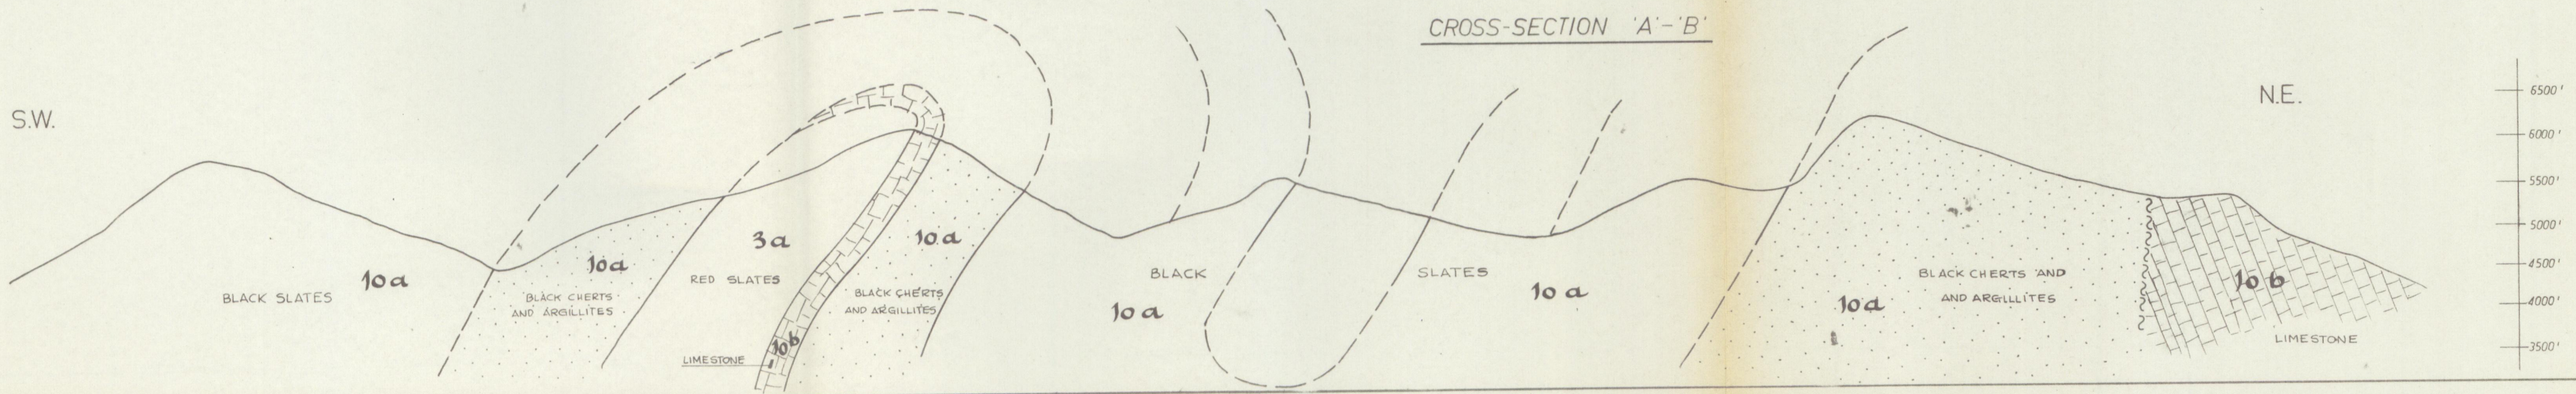 CROSS-SECTION 'A'-'B'
S.W.
N.E.
6500'
6000'
5500'
5000'
4500'
4000'
3500'
BLACK SLATES
10a
10a
BLACK CHERTS
AND ARGILLITES
3a
RED SLATES
LIMESTONE
10b
10a
BLACK CHERTS
AND ARGILLITES
BLACK SLATES
10a
10a
10a
BLACK CHERTS AND
AND ARGILLITES
10b
LIMESTONE